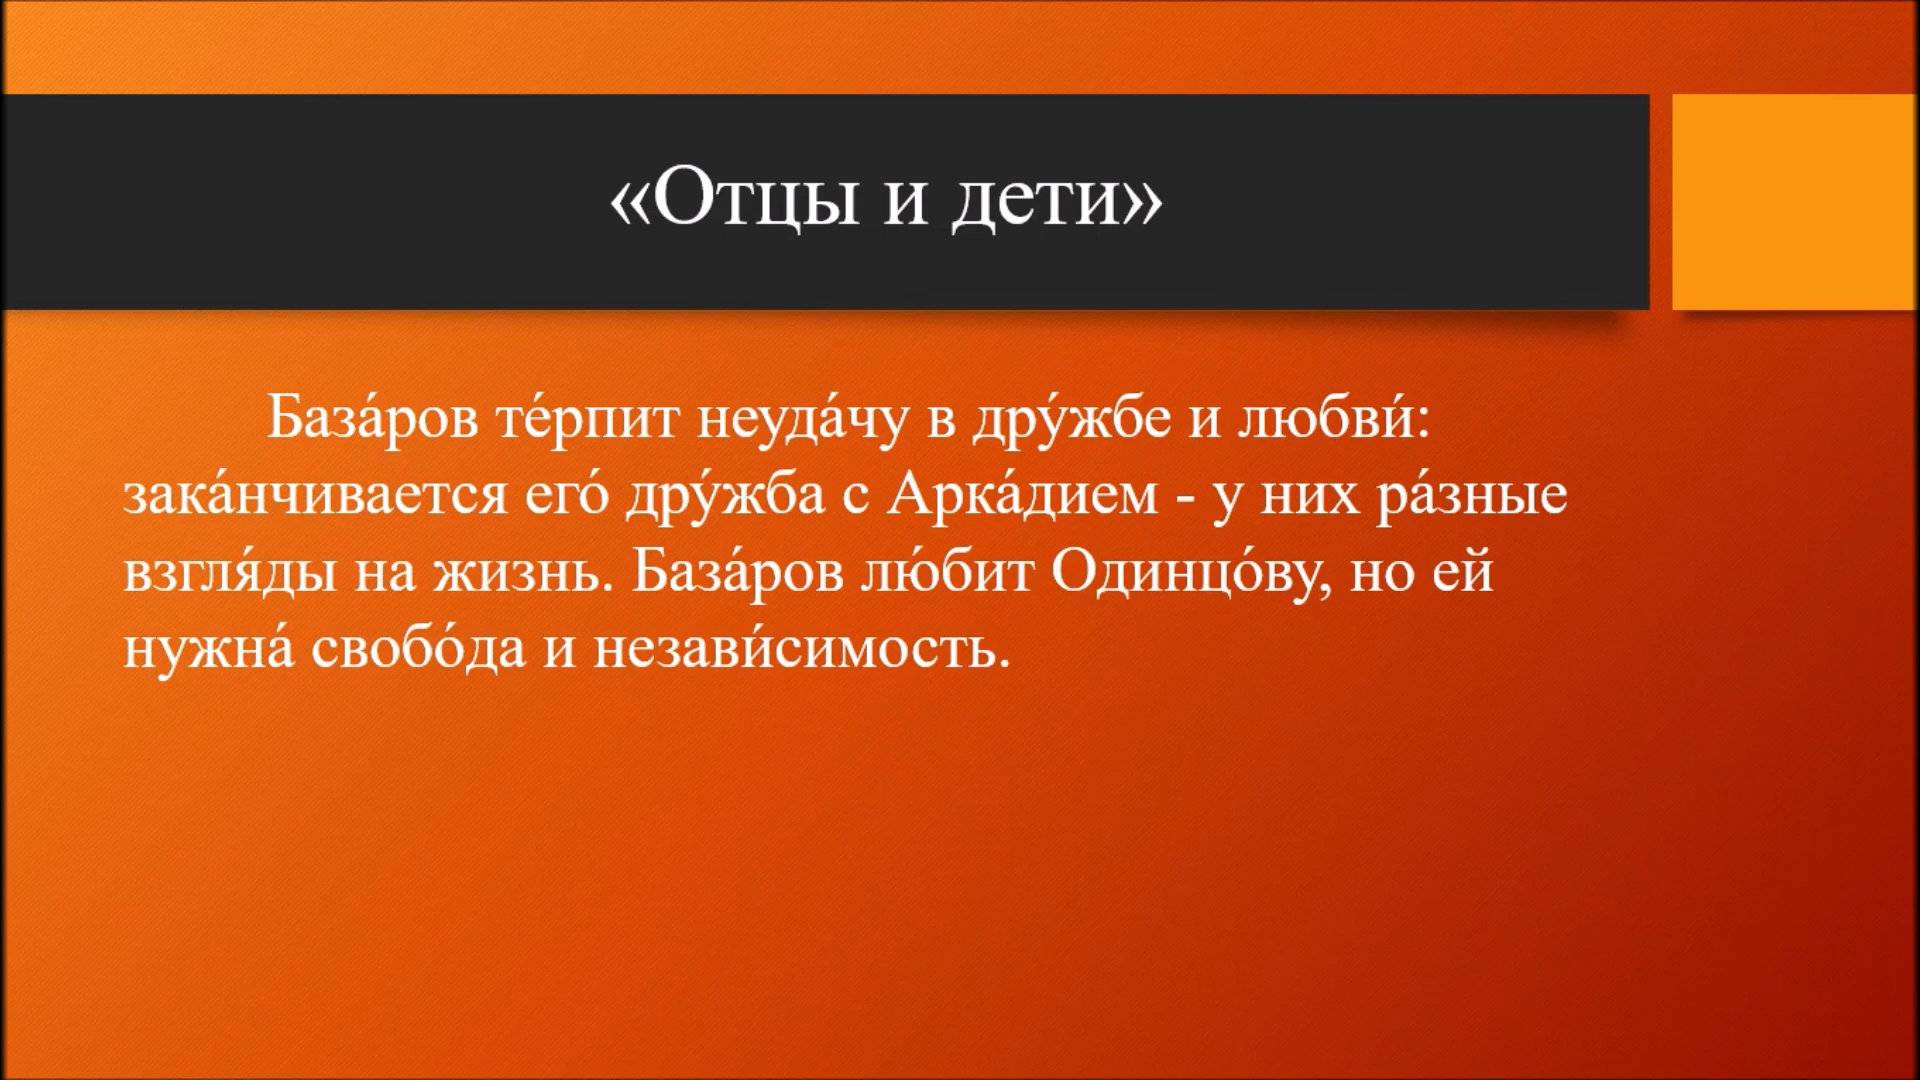 «Отцы и дети»
База́ров те́рпит неуда́чу в дру́жбе и любви́:
зака́нчивается его́ дру́жба с Арка́дием - у них ра́зные
взгля́ды на жизнь. База́ров лю́бит Одинцо́ву, но ей
нужна́ свобо́да и незави́симость.